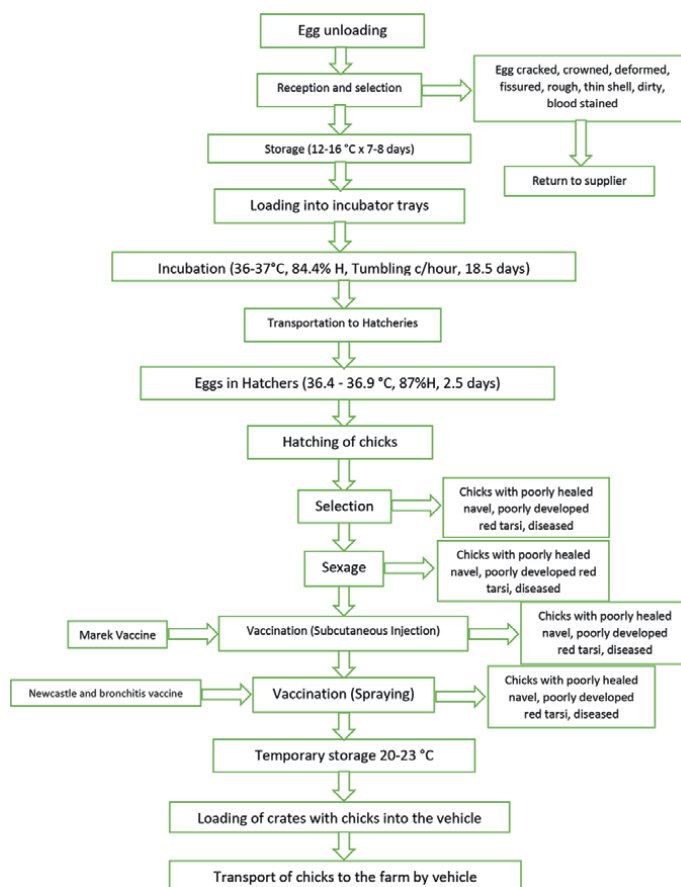 Egg unloading
Reception and selection
Egg cracked, crowned, deformed,
fissured, rough, thin shell, dirty,
blood stained
Storage (12-16 °C x 7-8 days)
Return to supplier
Loading into incubator trays
Incubation (36-37°C, 84.4% H, Tumbling c/hour, 18.5 days)
Transportation to Hatcheries
Eggs in Hatchers (36.4 - 36.9 °C, 87%H, 2.5 days)
Hatching of chicks
Selection
Chicks with poorly healed
navel, poorly developed
red tarsi, diseased
Sexage
Chicks with poorly healed
navel, poorly developed red
tarsi, diseased
Marek Vaccine
Vaccination (Subcutaneous Injection)
Chicks with poorly healed
navel, poorly developed
red tarsi, diseased
Newcastle and bronchitis vaccine
Vaccination (Spraying)
Chicks with poorly healed
navel, poorly developed
red tarsi, diseased
Temporary storage 20-23 °C
Loading of crates with chicks into the vehicle
Transport of chicks to the farm by vehicle